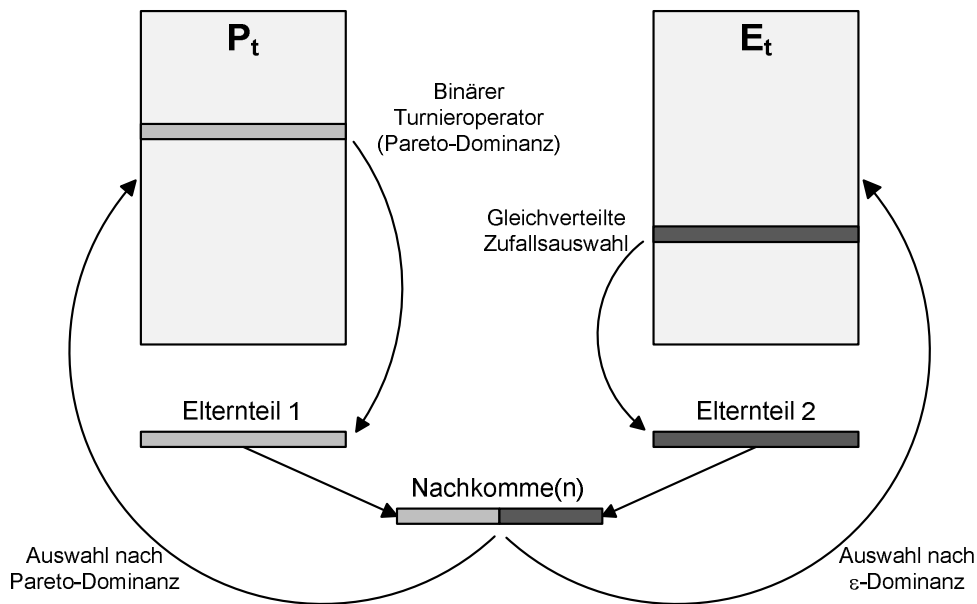 Pt
Et
Binärer
Turnieroperator
(Pareto-Dominanz)
Gleichverteilte
Zufallsauswahl
Elternteil 1
Elternteil 2
Nachkomme(n)
Auswahl nach
Pareto-Dominanz
Auswahl nach
ε-Dominanz